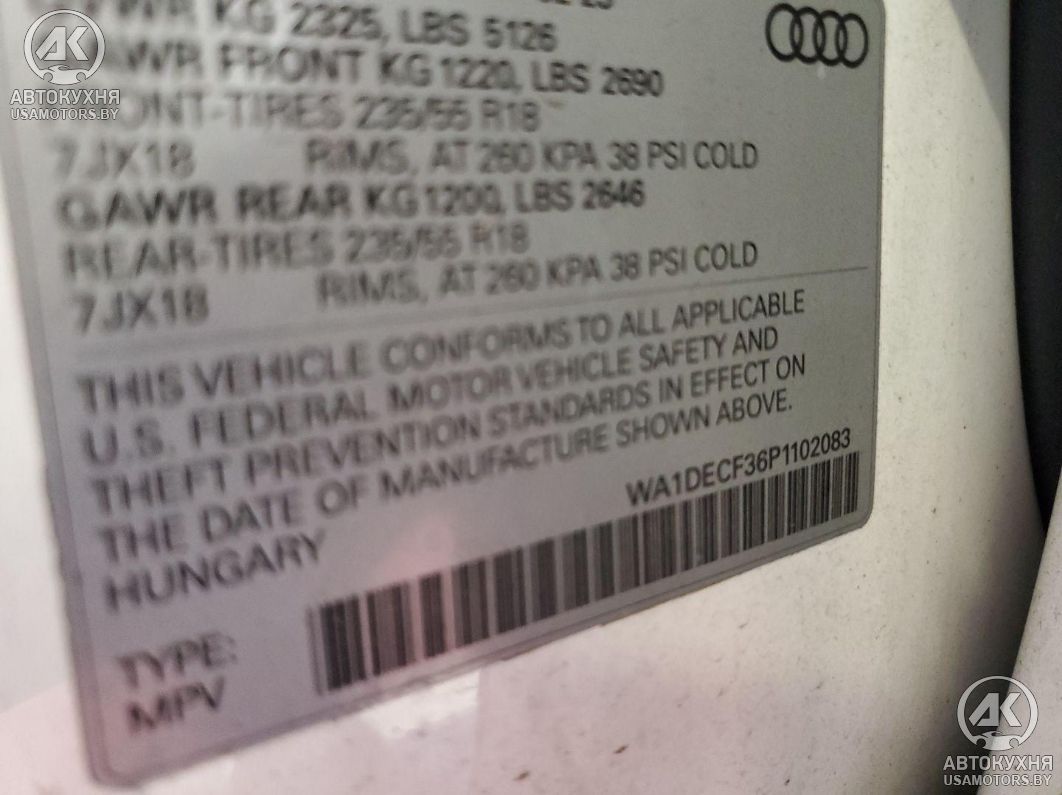 GVWR KG 2325, LBS 5126
GAWR FRONT KG 1220, LBS 2690
FRONT-TIRES 235/55 R18
7JX18 RIMS, AT 260 KPA 38 PSI COLD
GAWR REAR KG 1200, LBS 2646
REAR-TIRES 235/55 R18
7JX18 RIMS, AT 260 KPA 38 PSI COLD
THIS VEHICLE CONFORMS TO ALL APPLICABLE
U.S. FEDERAL MOTOR VEHICLE SAFETY AND
THEFT PREVENTION STANDARDS IN EFFECT ON
THE DATE OF MANUFACTURE SHOWN ABOVE.
HUNGARY
WA1DECF36P1102083
TYPE:
MPV
АК
АВТОКУХНЯ
USAMOTORS.BY
АК
АВТОКУХНЯ
USAMOTORS.BY